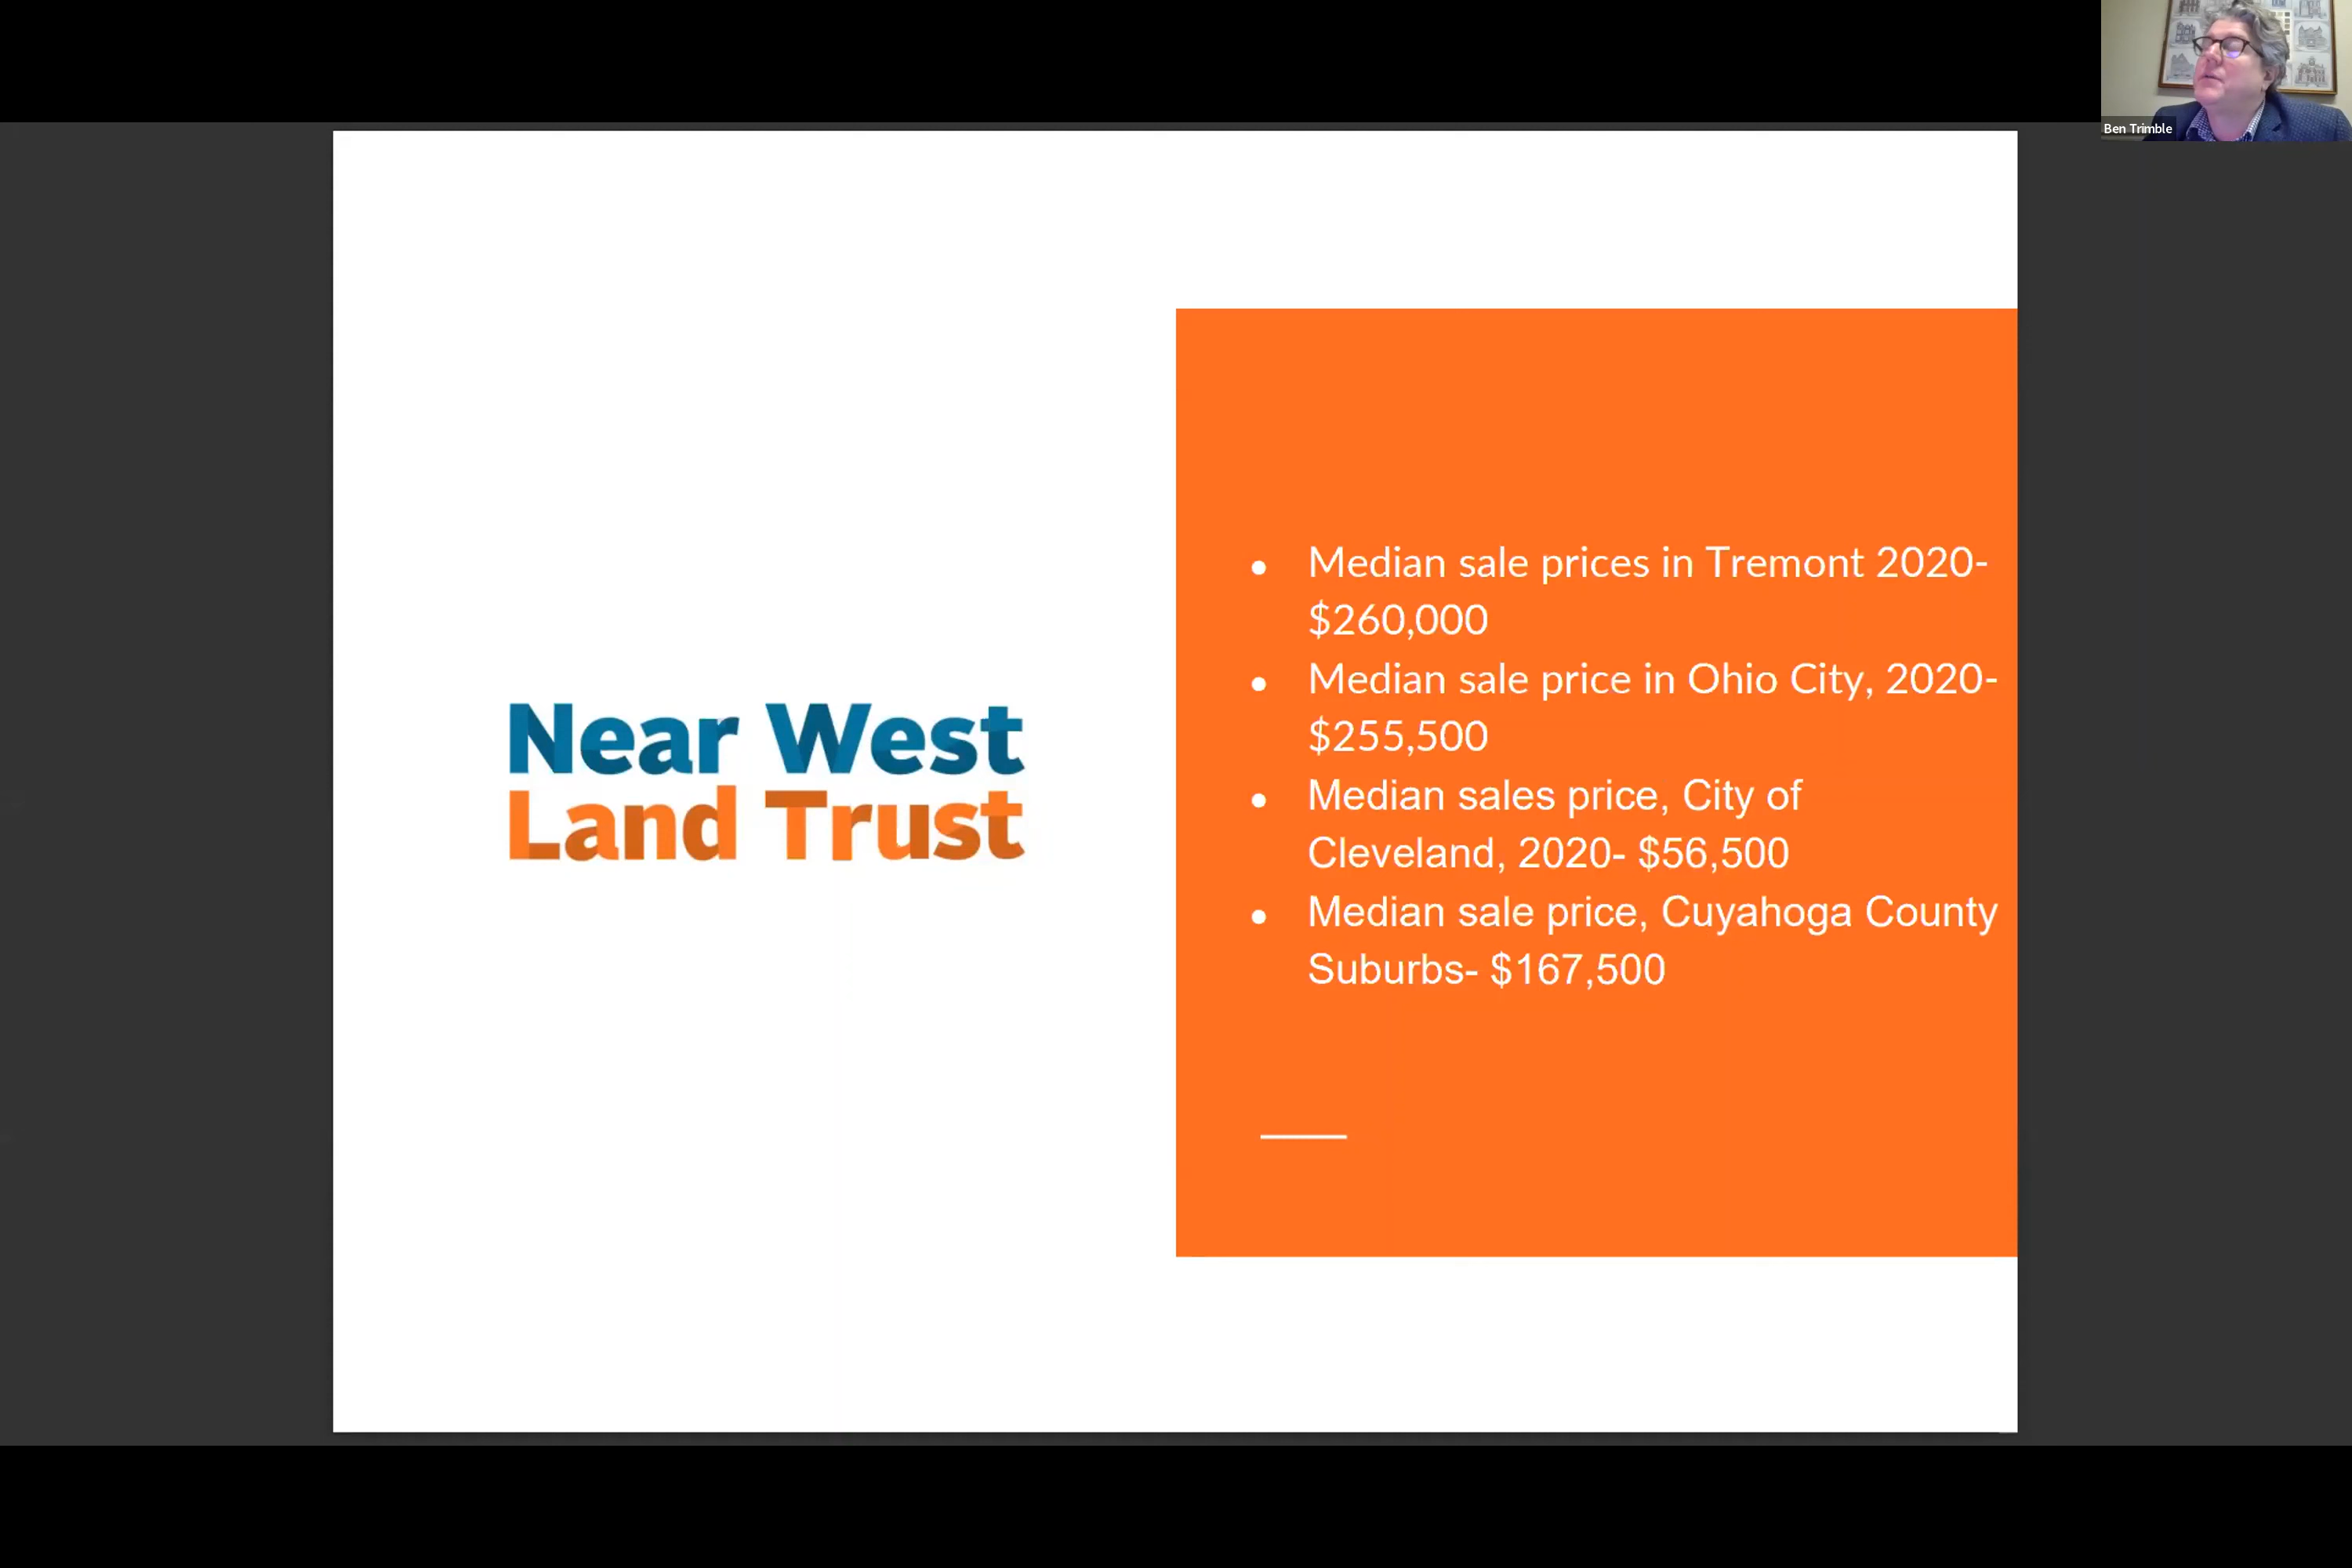 Ben Trimble
Near West
Land Trust
● Median sale prices in Tremont 2020-
$260,000
● Median sale price in Ohio City, 2020-
$255,500
● Median sales price, City of
Cleveland, 2020- $56,500
● Median sale price, Cuyahoga County
Suburbs- $167,500